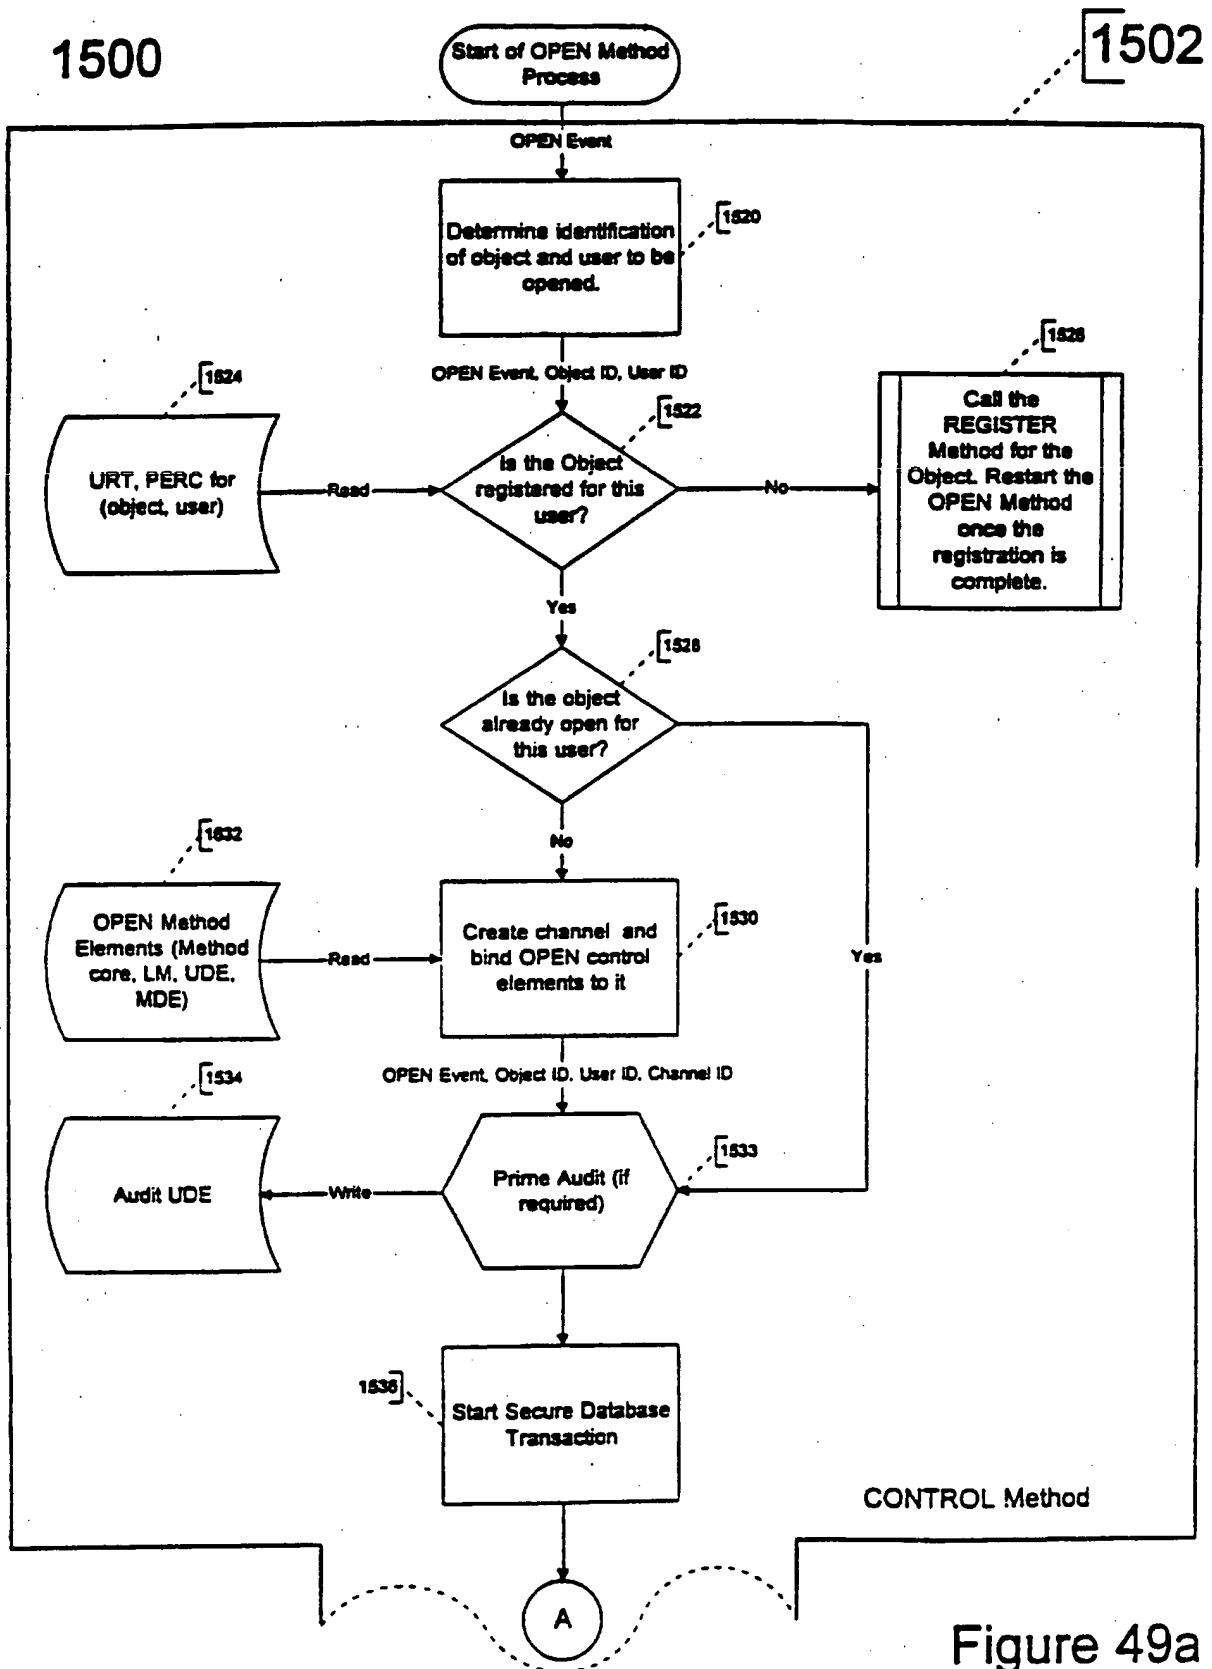 1500
1502
Start of OPEN Method
Process
OPEN Event
1520
Determine identification
of object and user to be
opened.
OPEN Event, Object ID, User ID
1524
URT, PERC for
(object, user)
Read
1522
Is the Object
registered for this
user?
No
1526
Call the
REGISTER
Method for the
Object. Restart the
OPEN Method
once the
registration is
complete.
Yes
1528
Is the object
already open for
this user?
No
Yes
1532
OPEN Method
Elements (Method
core, LM, UDE,
MDE)
Read
1530
Create channel and
bind OPEN control
elements to it
OPEN Event, Object ID, User ID, Channel ID
1534
Audit UDE
Write
1533
Prime Audit (if
required)
1536
Start Secure Database
Transaction
CONTROL Method
A
Figure 49a